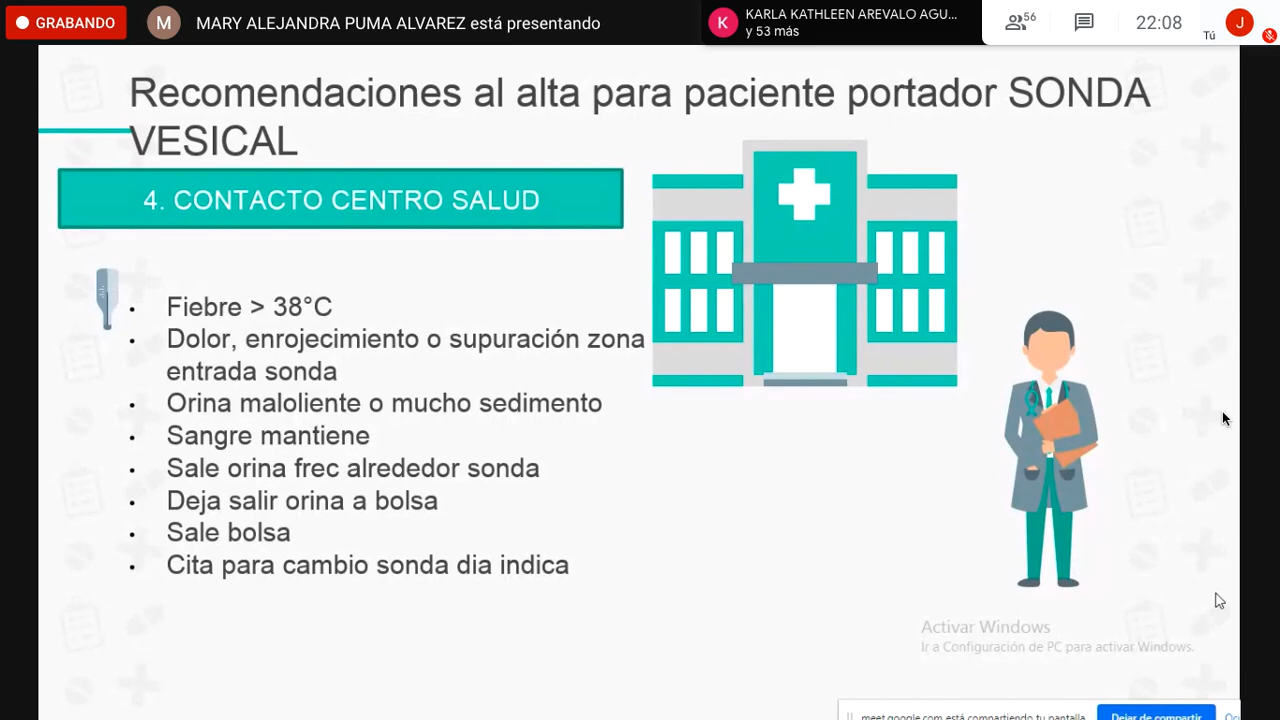 GRABANDO
M
MARY ALEJANDRA PUMA ALVAREZ está presentando
K
KARLA KATHLEEN AREVALO AGU...
y 53 más
56
22:08
Tú
J
Recomendaciones al alta para paciente portador SONDA
VESICAL
4. CONTACTO CENTRO SALUD
• Fiebre > 38°C
• Dolor, enrojecimiento o supuración zona
entrada sonda
• Orina maloliente o mucho sedimento
• Sangre mantiene
• Sale orina frec alrededor sonda
• Deja salir orina a bolsa
• Sale bolsa
• Cita para cambio sonda dia indica
Activar Windows
Ir a Configuración de PC para activar Windows.
meet.google.com está compartiendo tu pantalla.
Dejar de compartir